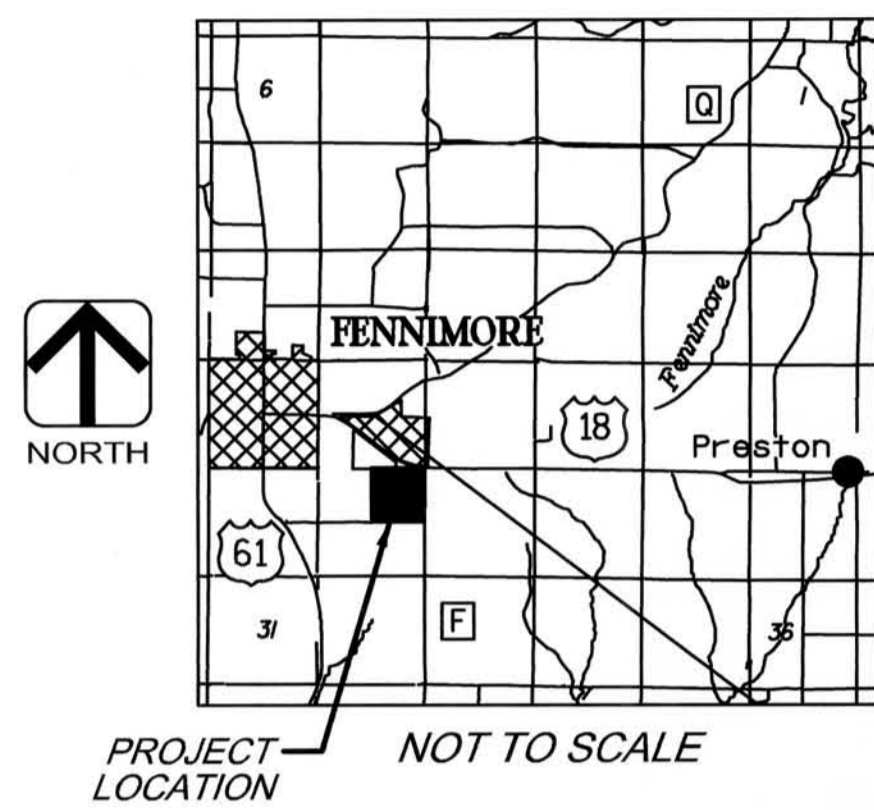 6
Q
1
FENNIMORE
Fennimore
NORTH
18
Preston
61
31
F
36
PROJECT
LOCATION
NOT TO SCALE